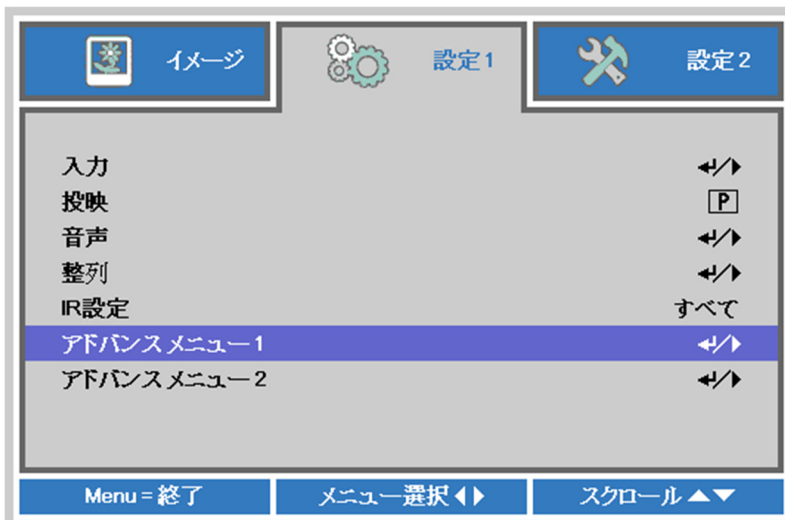 イメージ 設定1 設定2
入力 ↵/▶
投映 P
音声 ↵/▶
整列 ↵/▶
IR設定 すべて
アドバンスメニュー1 ↵/▶
アドバンスメニュー2 ↵/▶
Menu=終了 メニュー選択◀▶ スクロール▲▼